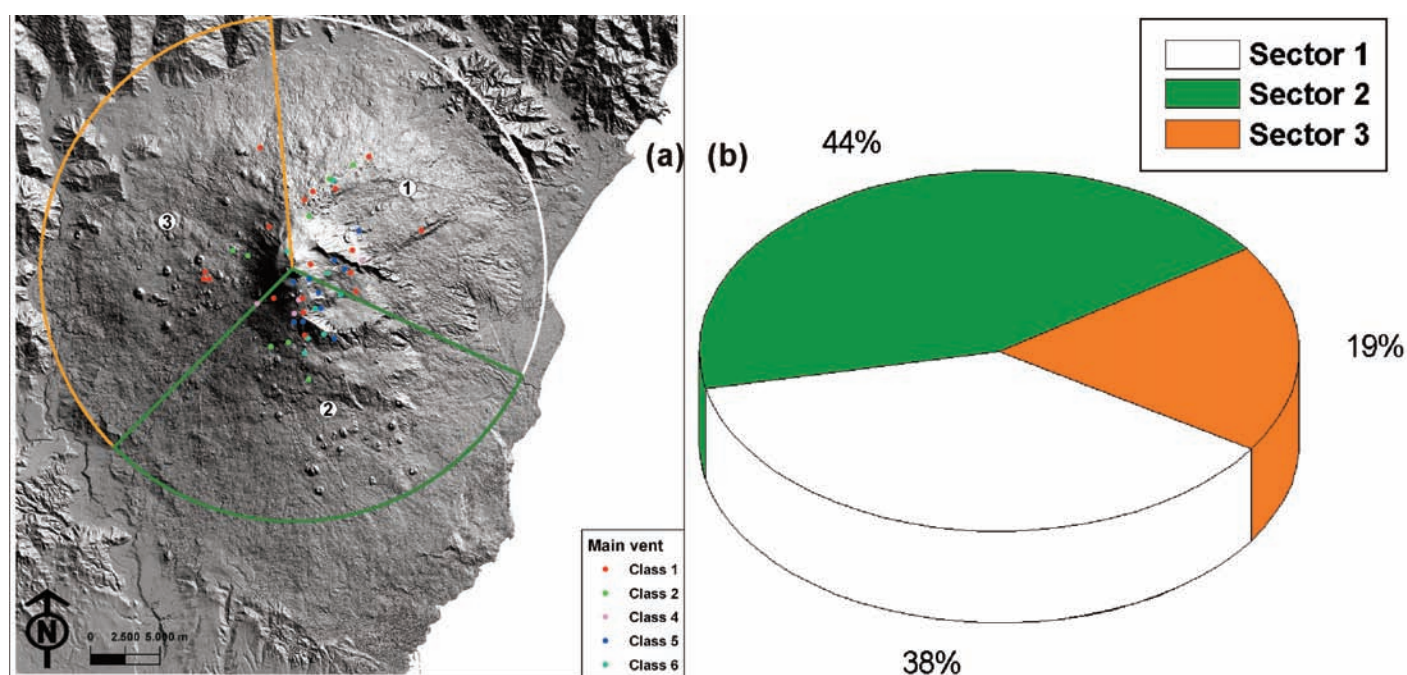 (a)
1
3
2
Main vent
Class 1
Class 2
Class 4
Class 5
Class 6
N
0 2.500 5.000 m
(b)
Sector 1
Sector 2
Sector 3
44%
19%
38%